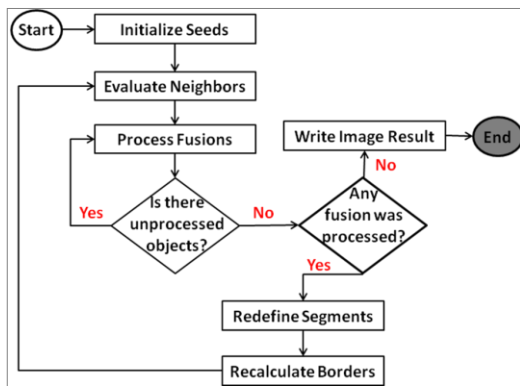 Start
Initialize Seeds
Evaluate Neighbors
Process Fusions
Write Image Result
End
No
Is there
unprocessed
objects?
Yes
No
Any
fusion was
processed?
Yes
Redefine Segments
Recalculate Borders